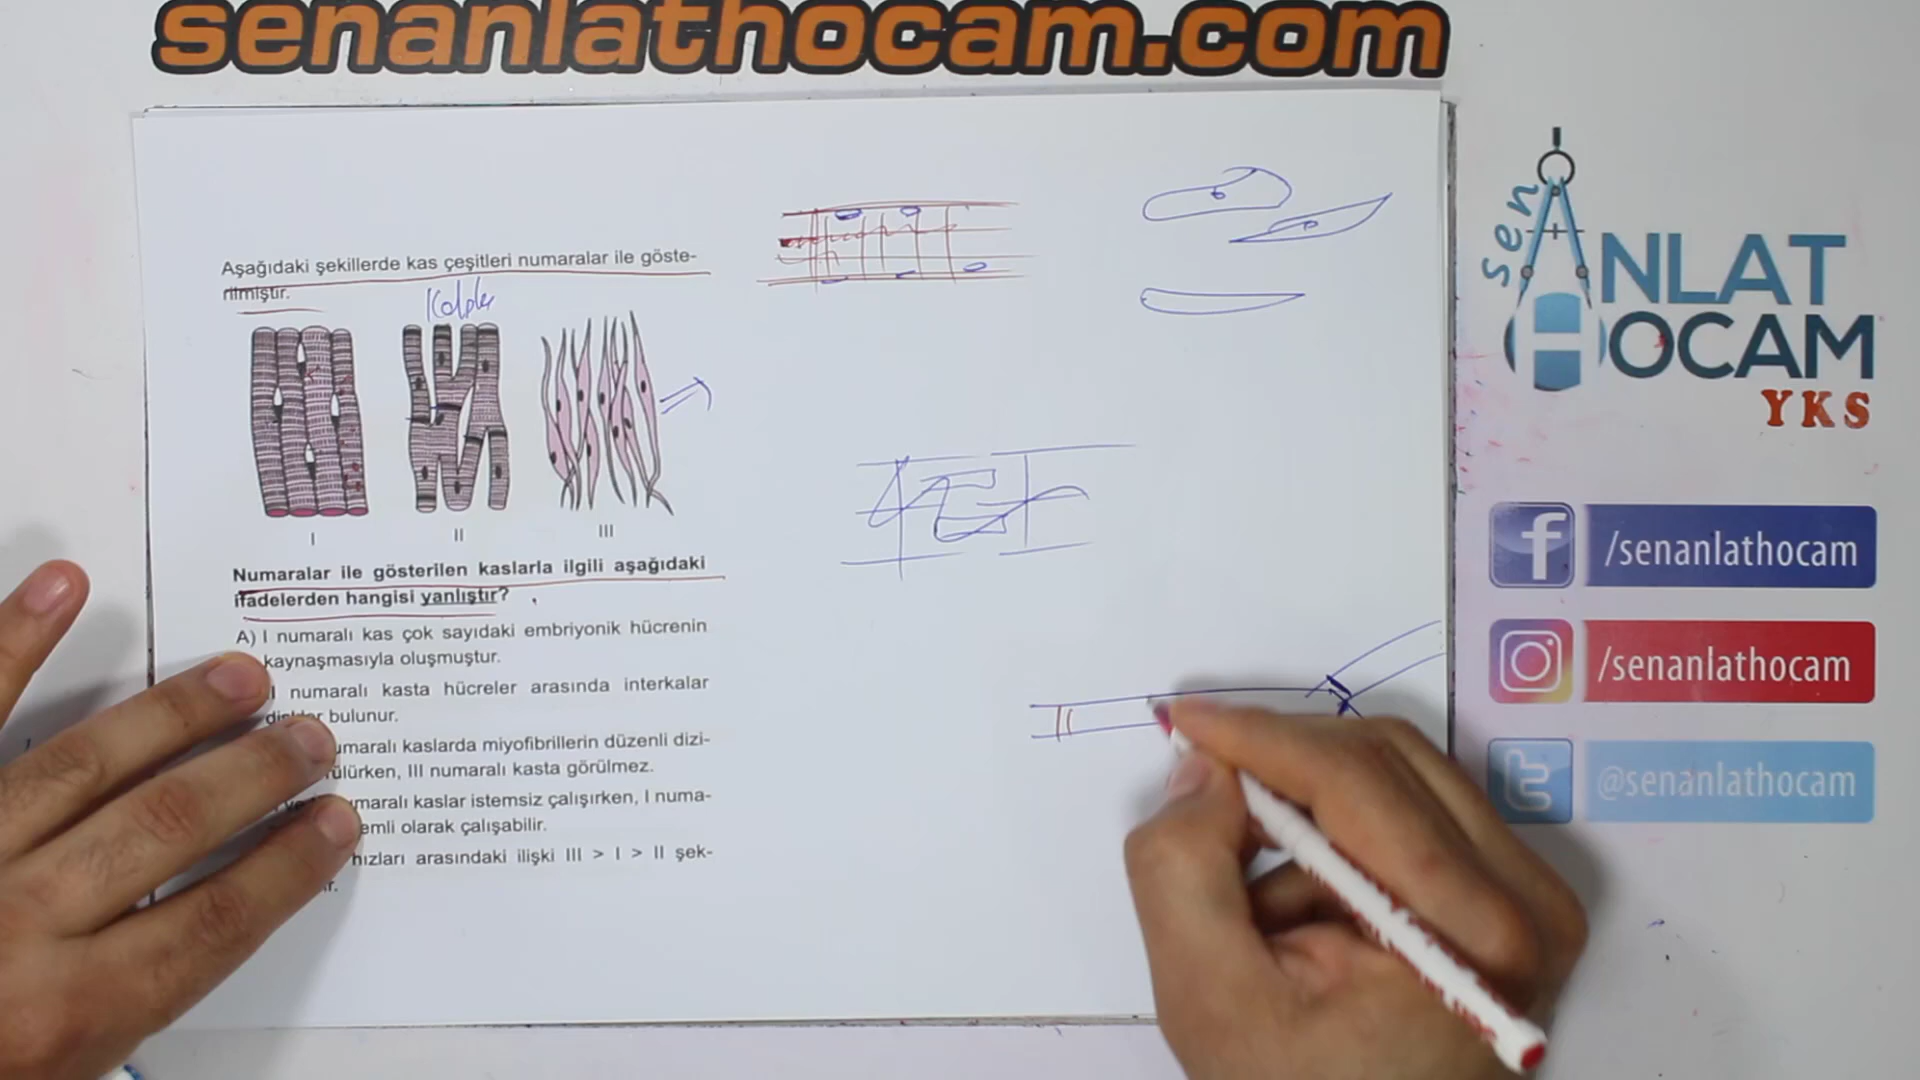 senanlathocam.com
Aşağıdaki şekillerde kas çeşitleri numaralar ile göste-
rilmiştir.
I
II
III
Numaralar ile gösterilen kaslarla ilgili aşağıdaki
ifadelerden hangisi yanlıştır?
A) I numaralı kas çok sayıdaki embriyonik hücrenin
kaynaşmasıyla oluşmuştur.
numaralı kasta hücreler arasında interkalar
bulunur.
kaslarda miyofibrillerin düzenli dizi-
III numaralı kasta görülmez.
kaslar istemsiz çalışırken, I numa-
olarak çalışabilir.
hızları arasındaki ilişki III > I > II şek-
sen
ANLAT
HOCAM
YKS
f /senanlathocam
/senanlathocam
t @senanlathocam